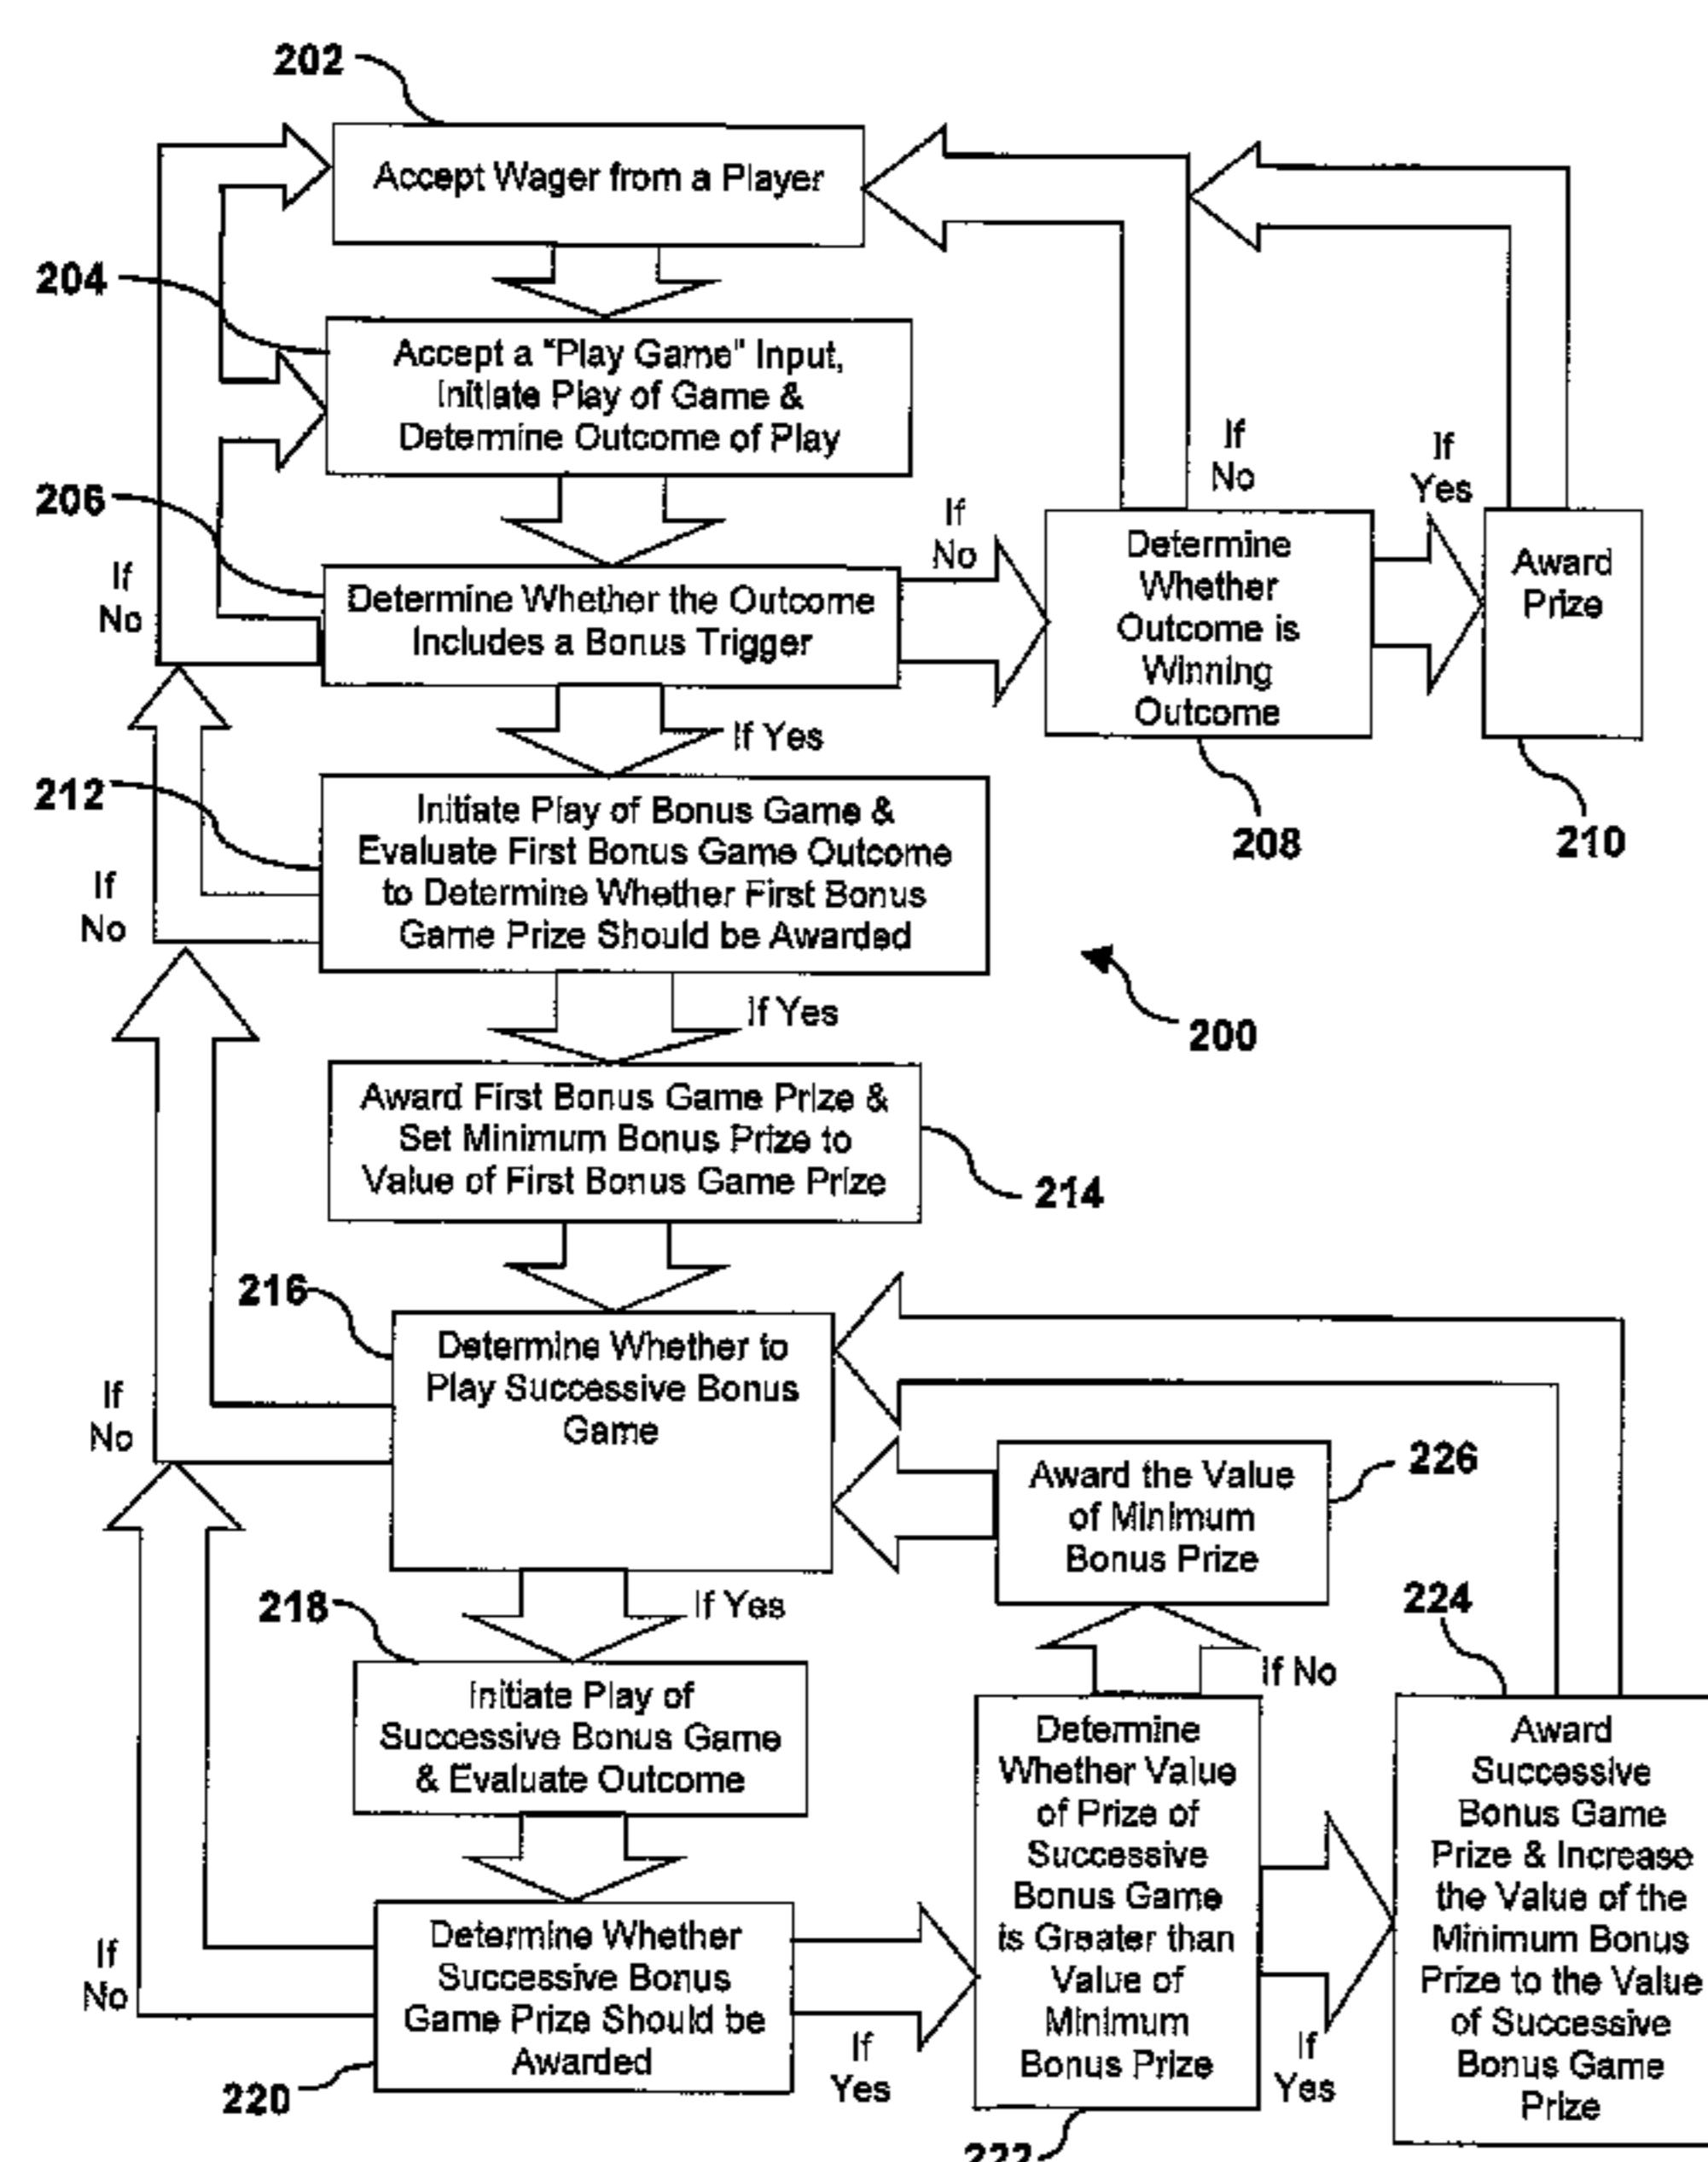 202
Accept Wager from a Player
204
Accept a "Play Game" Input,
Initiate Play of Game &
Determine Outcome of Play
206
If
No
Determine Whether the Outcome
Includes a Bonus Trigger
If
No
Determine
Whether
Outcome is
Winning
Outcome
If
No
If
Yes
Award
Prize
208
210
If Yes
212
Initiate Play of Bonus Game &
Evaluate First Bonus Game Outcome
to Determine Whether First Bonus
Game Prize Should be Awarded
If
No
If Yes
200
Award First Bonus Game Prize &
Set Minimum Bonus Prize to
Value of First Bonus Game Prize
214
216
Determine Whether to
Play Successive Bonus
Game
If
No
Award the Value
of Minimum
Bonus Prize
226
If Yes
218
Initiate Play of
Successive Bonus Game
& Evaluate Outcome
If No
224
Determine
Whether Value
of Prize of
Successive
Bonus Game
is Greater than
Value of
Minimum
Bonus Prize
Award
Successive
Bonus Game
Prize & Increase
the Value of the
Minimum Bonus
Prize to the Value
of Successive
Bonus Game
Prize
If
No
Determine Whether
Successive Bonus
Game Prize Should be
Awarded
If
Yes
If
Yes
220
222